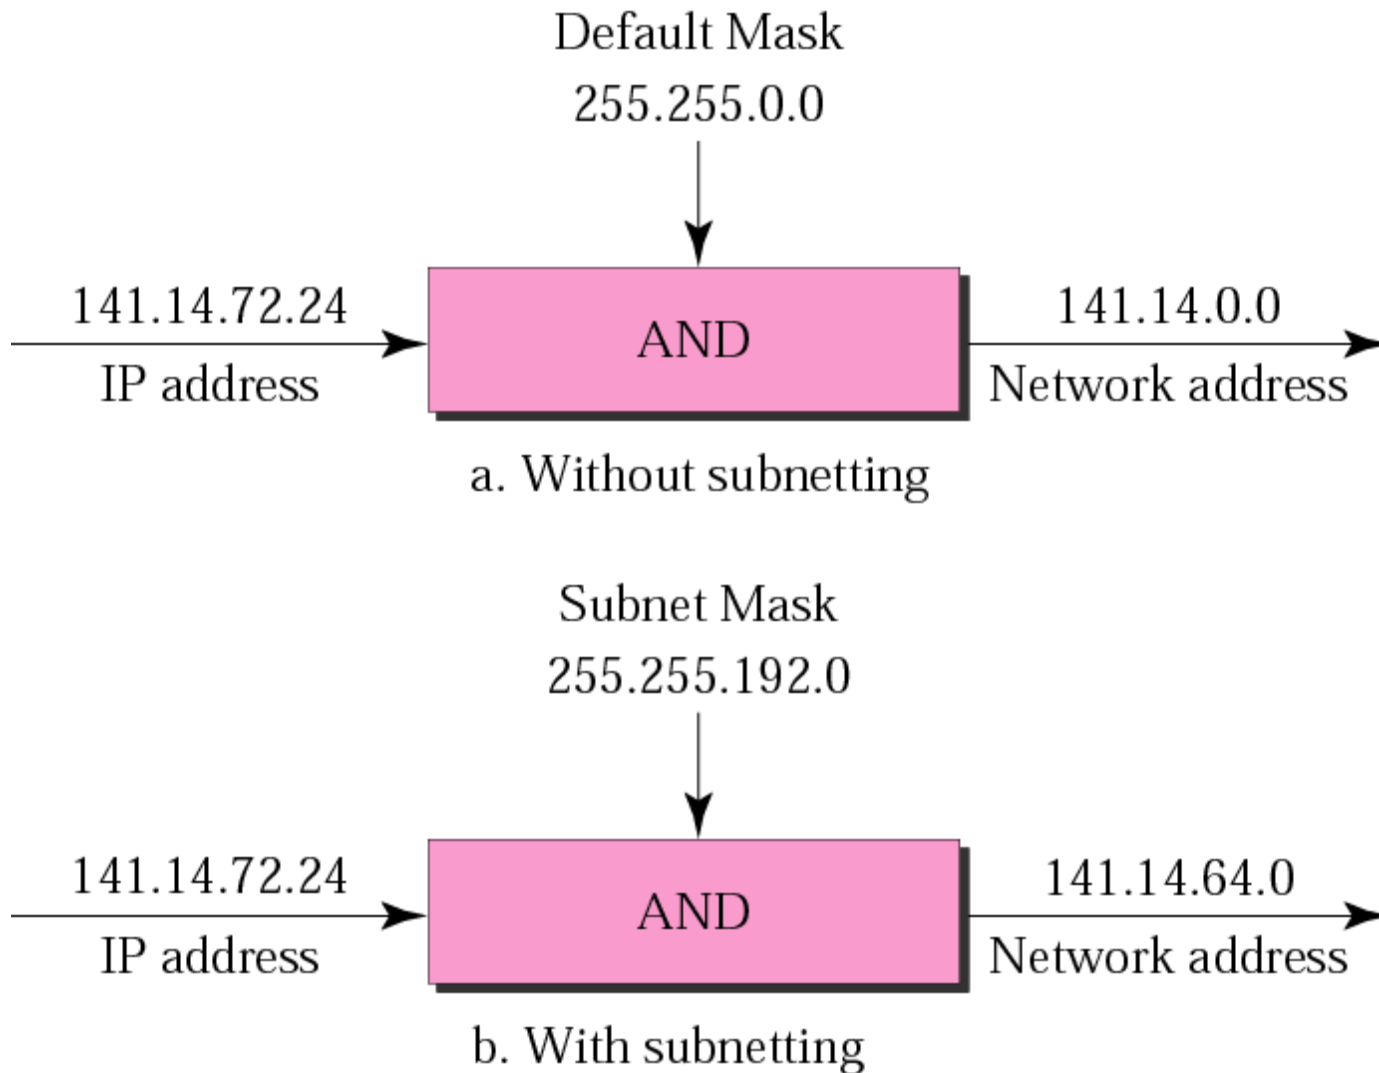 Default Mask
255.255.0.0
141.14.72.24
IP address
AND
141.14.0.0
Network address
a. Without subnetting
Subnet Mask
255.255.192.0
141.14.72.24
IP address
AND
141.14.64.0
Network address
b. With subnetting